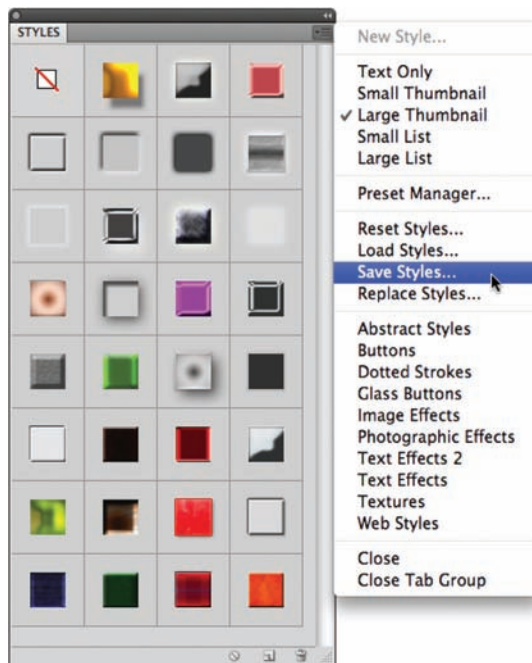 STYLES
New Style...
Text Only
Small Thumbnail
Large Thumbnail
Small List
Large List
Preset Manager...
Reset Styles...
Load Styles...
Save Styles...
Replace Styles...
Abstract Styles
Buttons
Dotted Strokes
Glass Buttons
Image Effects
Photographic Effects
Text Effects 2
Text Effects
Textures
Web Styles
Close
Close Tab Group